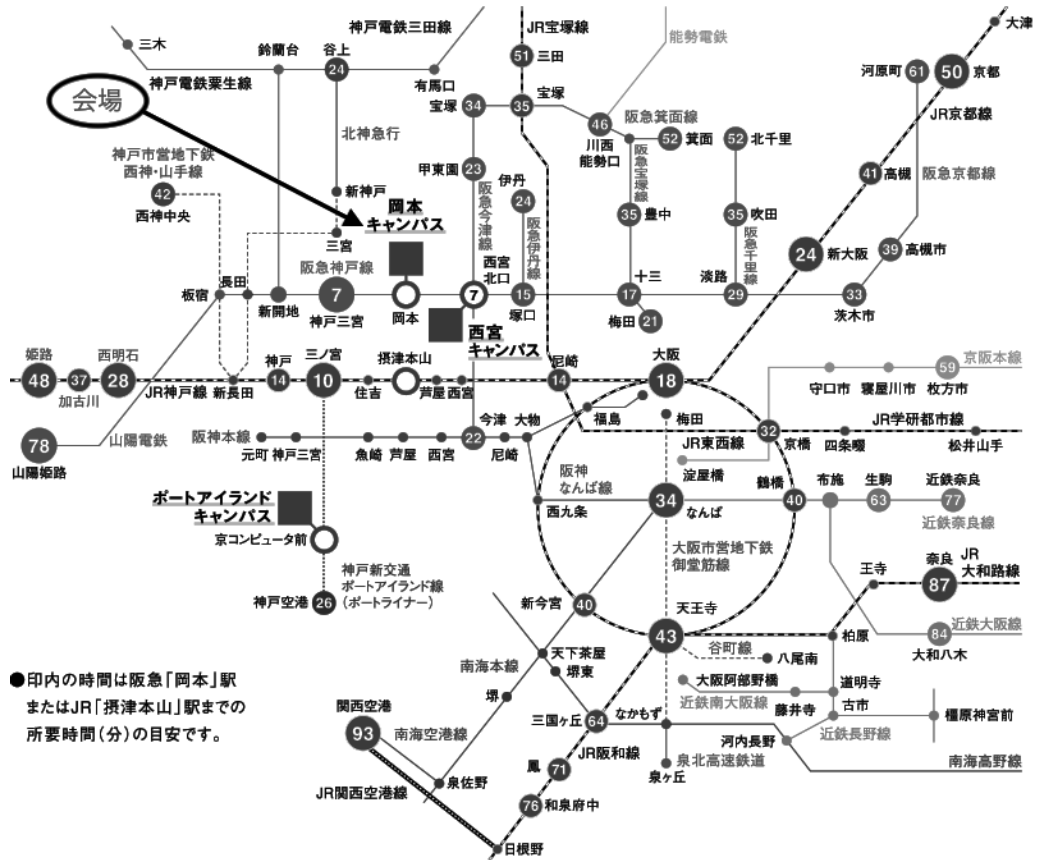 大津
三木
神戸電鉄三田線
JR宝塚線
能勢電鉄
鈴蘭台
谷上
24
51
三田
河原町
61
50
京都
神戸電鉄粟生線
有馬口
会場
宝塚
34
35
宝塚
JR京都線
北神急行
46
川西
能勢口
阪急箕面線
52
箕面
52
北千里
神戸市営地下鉄
西神・山手線
42
西神中央
甲東園
23
阪急宝塚線
41
高槻
阪急京都線
新神戸
伊丹
24
阪急今津線
阪急伊丹線
岡本
キャンパス
35
豊中
35
吹田
阪急千里線
三宮
24
新大阪
39
高槻市
阪急神戸線
西宮
北口
長田
板宿
新開地
7
神戸三宮
岡本
7
15
塚口
十三
17
梅田
21
淡路
29
33
茨木市
西宮
キャンパス
姫路
48
37
加古川
西明石
28
JR神戸線
新長田
神戸
14
三ノ宮
10
住吉
摂津本山
芦屋
西宮
尼崎
14
大阪
18
京阪本線
守口市
寝屋川市
59
枚方市
78
山陽姫路
山陽電鉄
阪神本線
元町
神戸三宮
魚崎
芦屋
西宮
22
今津
尼崎
大物
福島
梅田
JR東西線
淀屋橋
32
京橋
JR学研都市線
四条畷
松井山手
阪神
なんば線
西九条
34
なんば
鶴橋
40
布施
生駒
63
近鉄奈良
77
近鉄奈良線
ポートアイランド
キャンパス
京コンピュータ前
大阪市営地下鉄
御堂筋線
神戸新交通
ポートアイランド線
(ポートライナー)
神戸空港
26
王寺
奈良
87
JR
大和路線
新今宮
40
天王寺
43
谷町線
八尾南
柏原
近鉄大阪線
84
大和八木
天下茶屋
堺東
南海本線
堺
大阪阿部野橋
近鉄南大阪線
藤井寺
道明寺
古市
近鉄長野線
橿原神宮前
●印内の時間は阪急「岡本」駅
またはJR「摂津本山」駅までの
所要時間(分)の目安です。
関西空港
93
南海空港線
三国ヶ丘
64
なかもず
JR阪和線
河内長野
泉北高速鉄道
泉ヶ丘
南海高野線
鳳
71
泉佐野
JR関西空港線
76
和泉府中
日根野